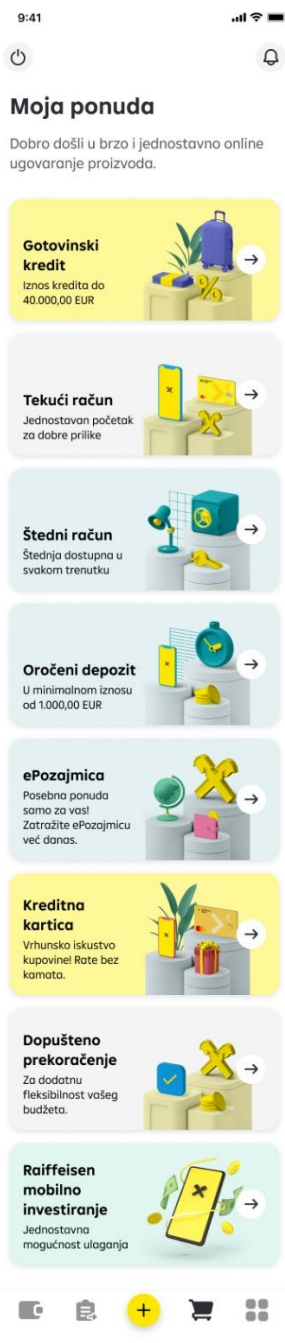 9:41
Moja ponuda
Dobro došli u brzo i jednostavno online
ugovaranje proizvoda.
Gotovinski
kredit
Iznos kredita do
40.000,00 EUR
%
Tekući račun
Jednostavan početak
za dobre prilike
Štedni račun
Štednja dostupna u
svakom trenutku
Oročeni depozit
U minimalnom iznosu
od 1.000,00 EUR
ePozajmica
Posebna ponuda
samo za vas!
Zatražite ePozajmicu
već danas.
Kreditna
kartica
Vrhunsko iskustvo
kupovine! Rate bez
kamata.
Dopušteno
prekoračenje
Za dodatnu
fleksibilnost vašeg
budžeta.
Raiffeisen
mobilno
investiranje
Jednostavna
mogućnost ulaganja